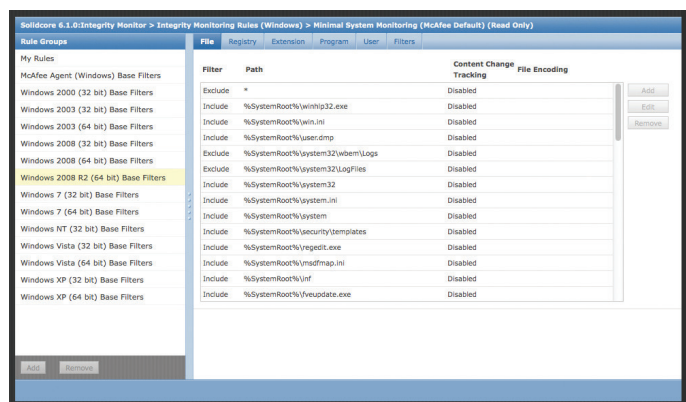 Solidcore 6.1.0:Integrity Monitor > Integrity Monitoring Rules (Windows) > Minimal System Monitoring (McAfee Default) (Read Only)
Rule Groups
My Rules
McAfee Agent (Windows) Base Filters
Windows 2000 (32 bit) Base Filters
Windows 2003 (32 bit) Base Filters
Windows 2003 (64 bit) Base Filters
Windows 2008 (32 bit) Base Filters
Windows 2008 (64 bit) Base Filters
Windows 2008 R2 (64 bit) Base Filters
Windows 7 (32 bit) Base Filters
Windows 7 (64 bit) Base Filters
Windows NT (32 bit) Base Filters
Windows Vista (32 bit) Base Filters
Windows Vista (64 bit) Base Filters
Windows XP (32 bit) Base Filters
Windows XP (64 bit) Base Filters
Add Remove
File Registry Extension Program User Filters
Filter Path Content Change Tracking File Encoding
Exclude * Disabled
Include %SystemRoot%\winhlp32.exe Disabled
Include %SystemRoot%\win.ini Disabled
Include %SystemRoot%\user.dmp Disabled
Exclude %SystemRoot%\system32\wbem\Logs Disabled
Exclude %SystemRoot%\system32\LogFiles Disabled
Include %SystemRoot%\system32 Disabled
Include %SystemRoot%\system.ini Disabled
Include %SystemRoot%\system Disabled
Include %SystemRoot%\security\templates Disabled
Include %SystemRoot%\regedit.exe Disabled
Include %SystemRoot%\msdfmap.ini Disabled
Include %SystemRoot%\inf Disabled
Include %SystemRoot%\fveupdate.exe Disabled
Add
Edit
Remove